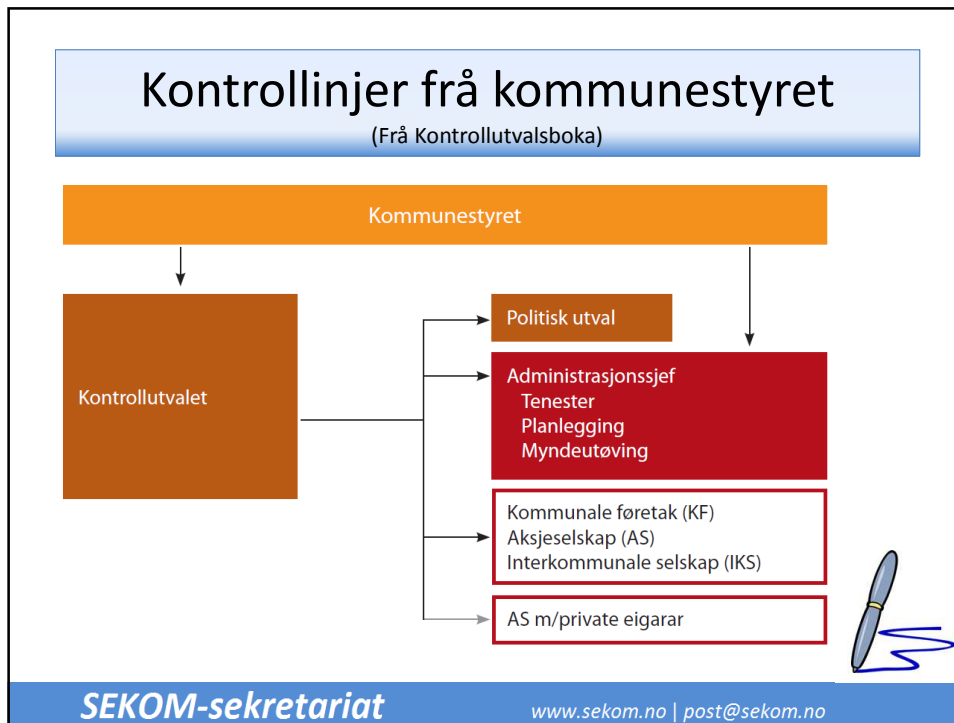 Kontrollinjer frå kommunestyret
(Frå Kontrollutvalsboka)
Kommunestyret
Kontrollutvalet
Politisk utval
Administrasjonssjef
Tenester
Planlegging
Myndeutøving
Kommunale føretak (KF)
Aksjeselskap (AS)
Interkommunale selskap (IKS)
AS m/private eigarar
SEKOM-sekretariat
www.sekom.no | post@sekom.no